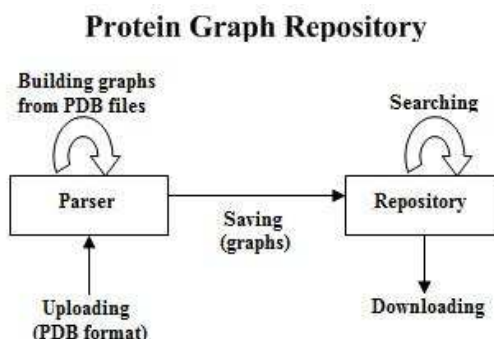 Protein Graph Repository
Building graphs
from PDB files
Searching
Parser
Repository
Saving
(graphs)
Uploading
(PDB format)
Downloading